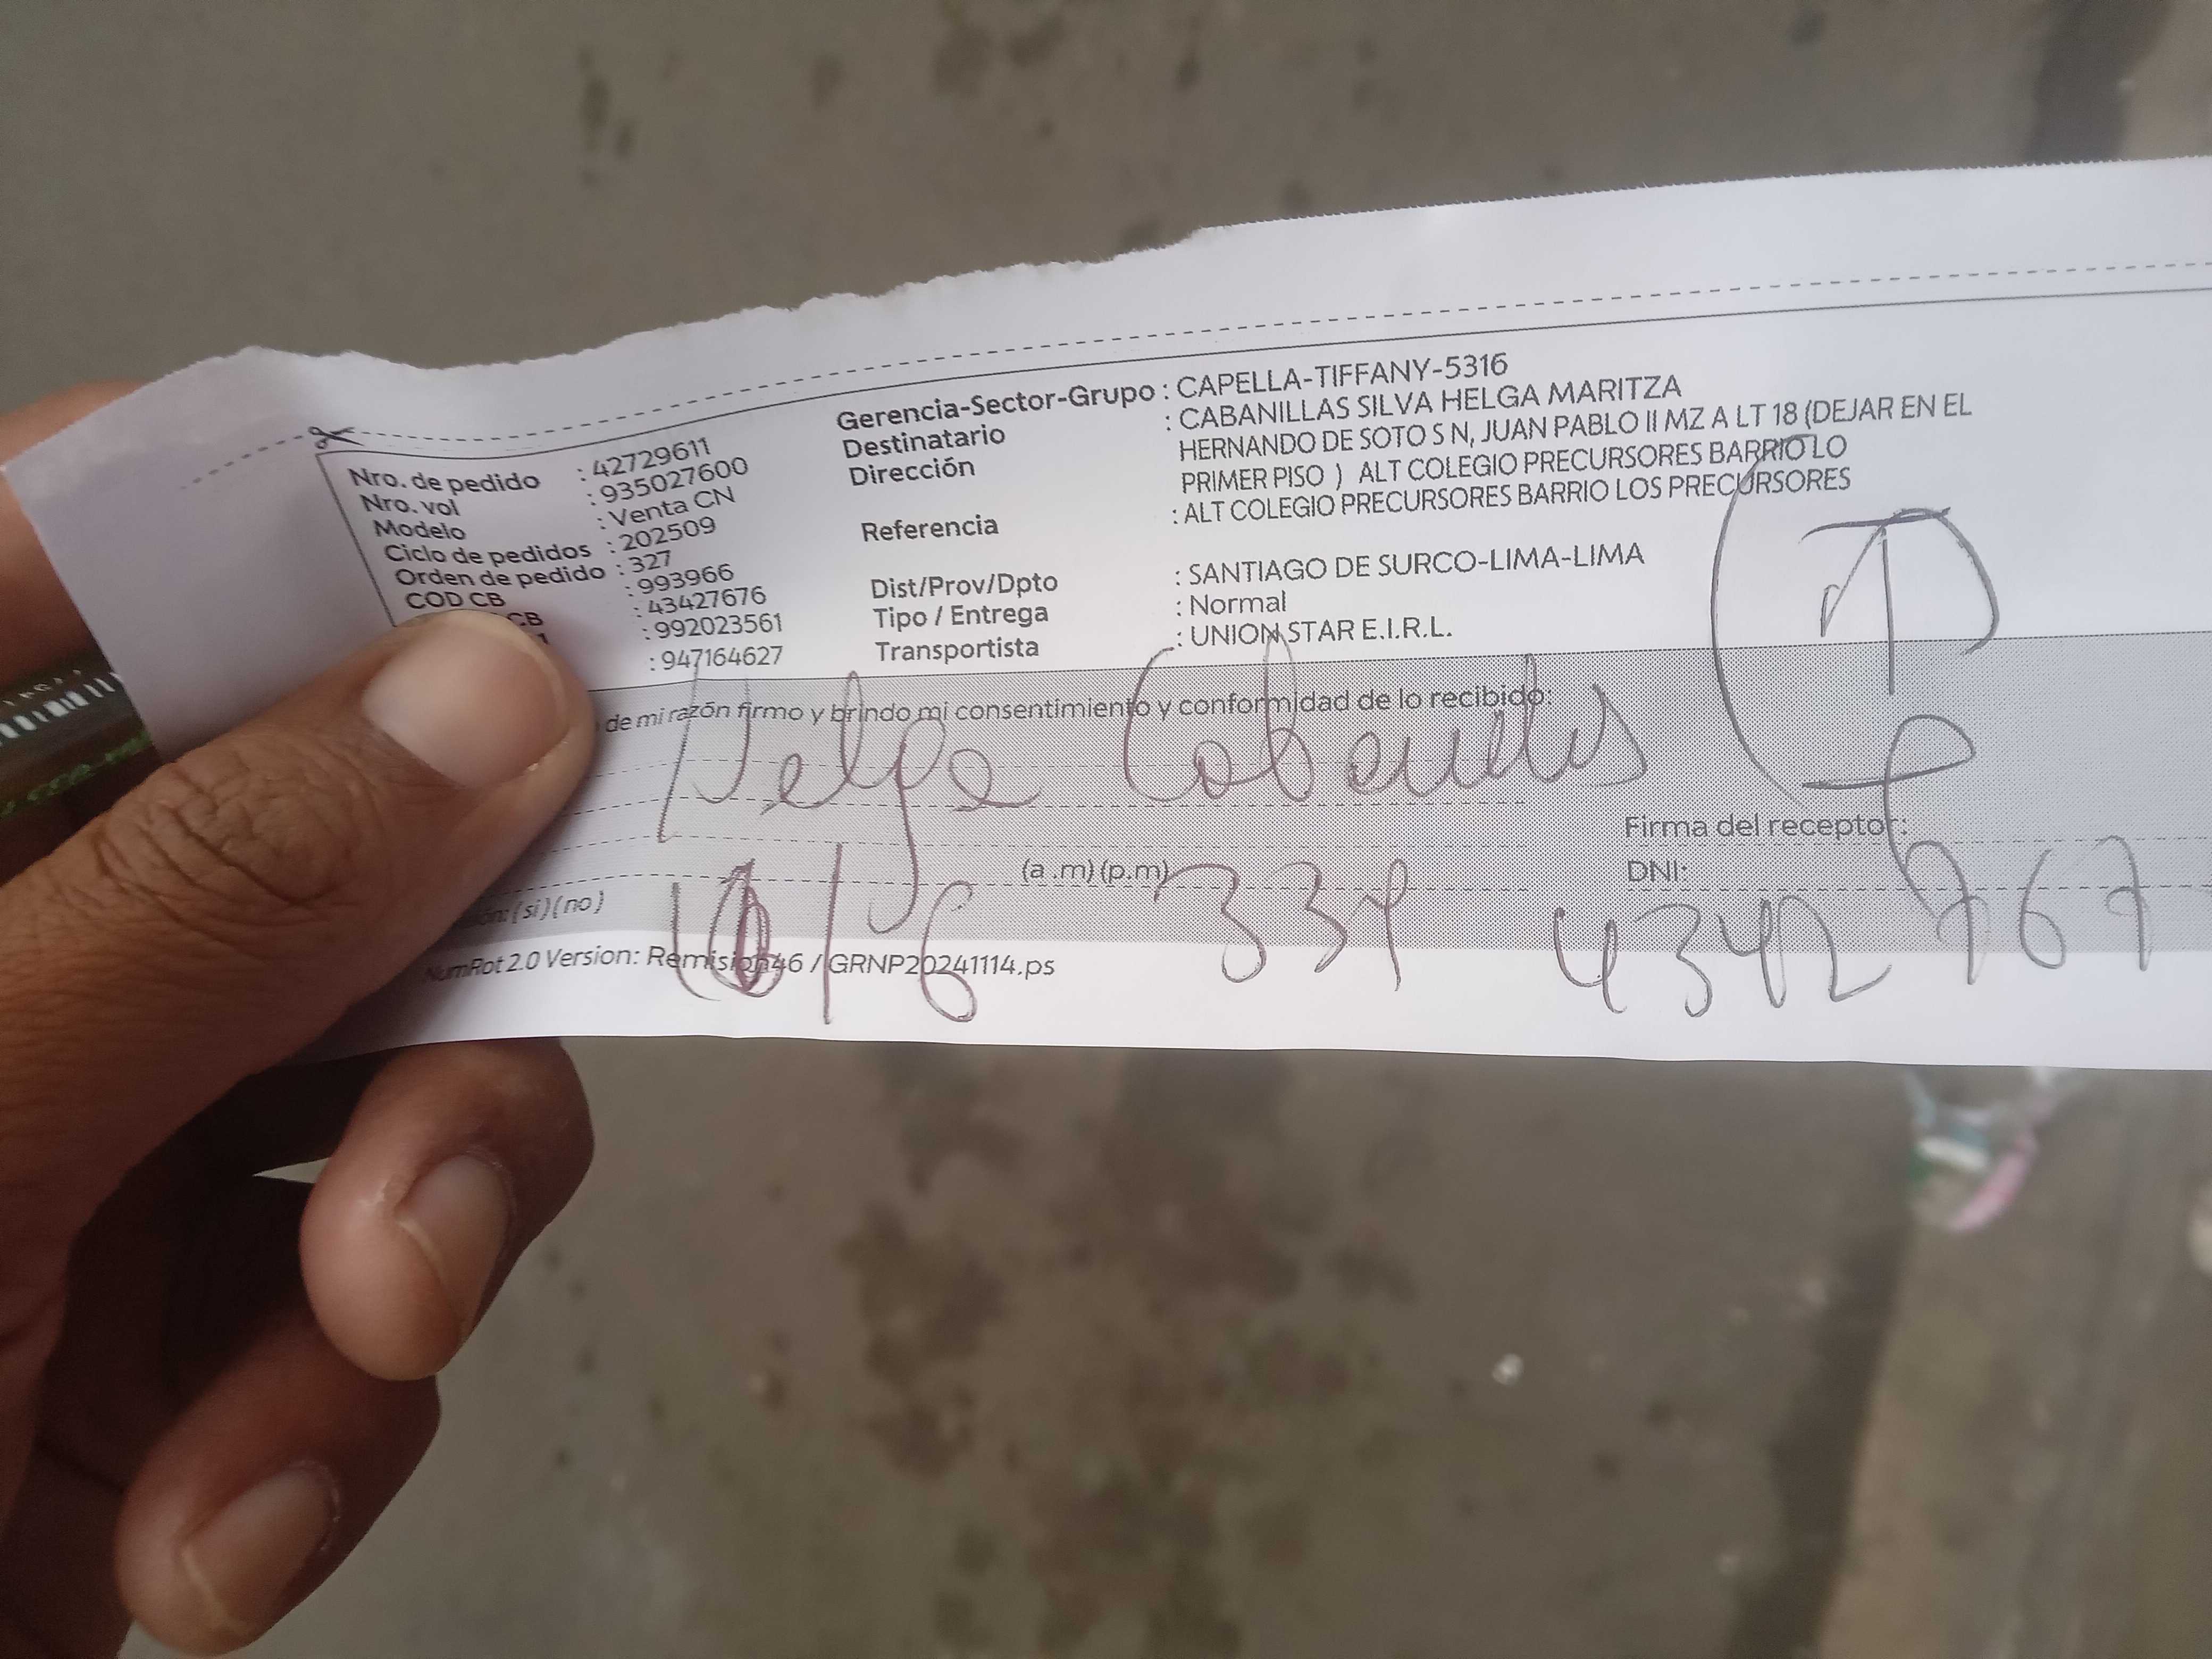 Nro. de pedido : 42729611
Nro. vol : 935027600
Modelo : Venta CN
Ciclo de pedidos : 202509
Orden de pedido : 327
COD CB : 993966
CB : 43427676
1 : 992023561
: 947164627
Gerencia-Sector-Grupo : CAPELLA-TIFFANY-5316
Destinatario : CABANILLAS SILVA HELGA MARITZA
Dirección HERNANDO DE SOTO S N, JUAN PABLO II MZ A LT 18 (DEJAR EN EL
PRIMER PISO ) ALT COLEGIO PRECURSORES BARRIO LO
Referencia : ALT COLEGIO PRECURSORES BARRIO LOS PRECURSORES
Dist/Prov/Dpto : SANTIAGO DE SURCO-LIMA-LIMA
Tipo / Entrega : Normal
Transportista : UNION STAR E.I.R.L.
de mi razón firmo y brindo mi consentimiento y conformidad de lo recibido:
Helga Cabanillas
Firma del receptor:
(a .m) (p.m) DNI:
(si) (no)
NumRot 2.0 Version: Remision46 / GRNP20241114.ps